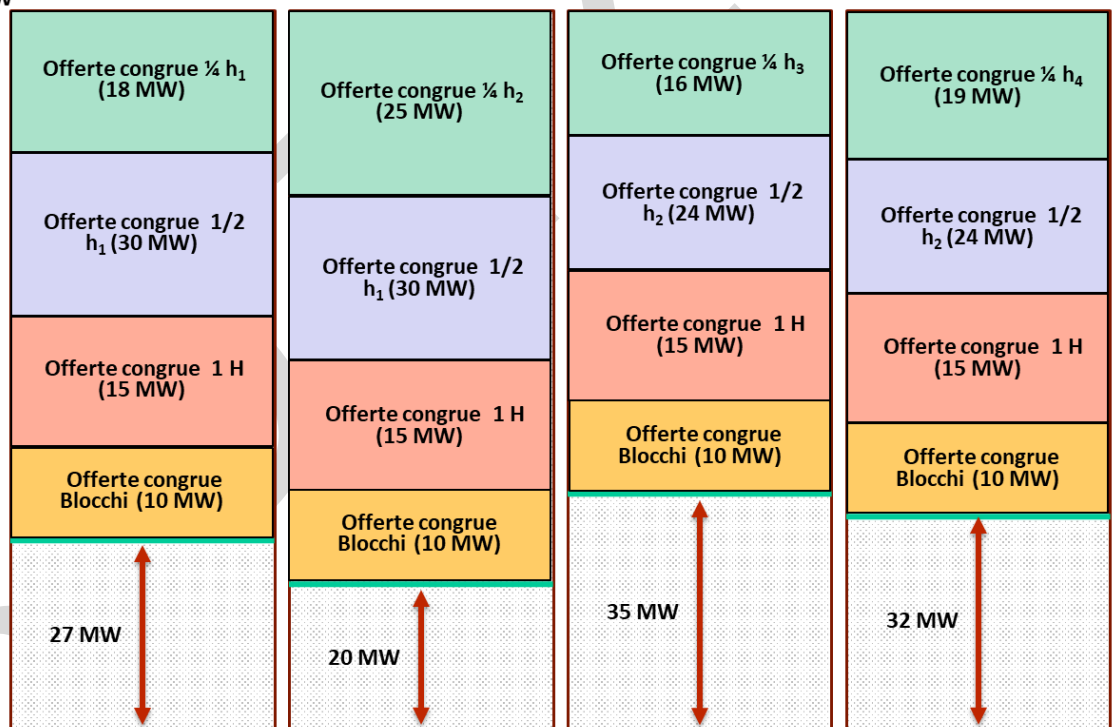 Offerte congrue ¼ h₁
(18 MW)
Offerte congrue 1/2
h₁ (30 MW)
Offerte congrue 1 H
(15 MW)
Offerte congrue
Blocchi (10 MW)
27 MW
Offerte congrue ¼ h₂
(25 MW)
Offerte congrue 1/2
h₁ (30 MW)
Offerte congrue 1 H
(15 MW)
Offerte congrue
Blocchi (10 MW)
20 MW
Offerte congrue ¼ h₃
(16 MW)
Offerte congrue 1/2
h₂ (24 MW)
Offerte congrue 1 H
(15 MW)
Offerte congrue
Blocchi (10 MW)
35 MW
Offerte congrue ¼ h₄
(19 MW)
Offerte congrue 1/2
h₂ (24 MW)
Offerte congrue 1 H
(15 MW)
Offerte congrue
Blocchi (10 MW)
32 MW